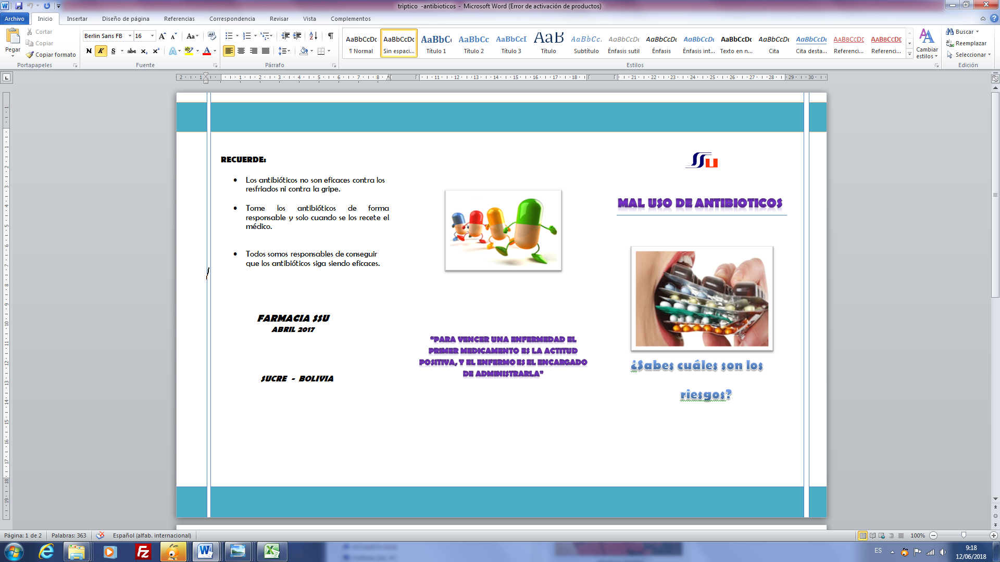 triptico -antibioticos - Microsoft Word (Error de activación de productos)
Archivo Inicio Insertar Diseño de página Referencias Correspondencia Revisar Vista Complementos
Pegar
Cortar
Copiar
Copiar formato
Portapapeles
Berlin Sans FB 16
Fuente
Párrafo
AaBbCcDc AaBbCcDc AaBbC AaBbCc AaBbCcI AaB AaBbCc. AaBbCcDc AaBbCcDc AaBbCcDc AaBbCcDc AaBbCcDc AaBbCcDc AaBbCcDc AaBbCcDc
¶ Normal Sin espaci... Título 1 Título 2 Título 3 Título Subtítulo Énfasis sutil Énfasis Énfasis int... Texto en n... Cita Cita desta... Referenci... Referenci...
Estilos
Cambiar estilos
Buscar
Reemplazar
Seleccionar
Edición
RECUERDE:
• Los antibióticos no son eficaces contra los
resfriados ni contra la gripe.
• Tome los antibióticos de forma
responsable y solo cuando se los recete el
médico.
• Todos somos responsables de conseguir
que los antibióticos siga siendo eficaces.
FARMACIA SSU
ABRIL 2017
SUCRE - BOLIVIA
"PARA VENCER UNA ENFERMEDAD EL
PRIMER MEDICAMENTO ES LA ACTITUD
POSITIVA, Y EL ENFERMO ES EL ENCARGADO
DE ADMINISTRARLA"
SSU
MAL USO DE ANTIBIOTICOS
¿Sabes cuáles son los
riesgos?
Página: 1 de 2 Palabras: 363 Español (alfab. internacional) 100%
ES
9:18
12/06/2018